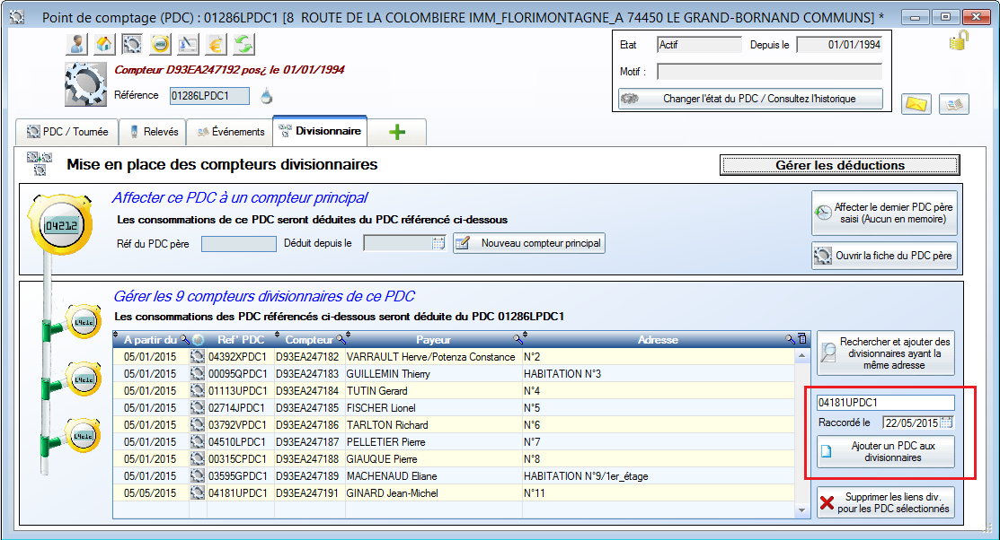 Point de comptage (PDC) : 01286LPDC1 [8 ROUTE DE LA COLOMBIERE IMM_FLORIMONTAGNE_A 74450 LE GRAND-BORNAND COMMUNS] *
Compteur D93EA247192 pos¿ le 01/01/1994
Référence 01286LPDC1
Etat Actif Depuis le 01/01/1994
Motif :
Changer l'état du PDC / Consultez l'historique
PDC / Tournée Relevés Événements Divisionnaire
Mise en place des compteurs divisionnaires
Gérer les déductions
04212
Affecter ce PDC à un compteur principal
Les consommations de ce PDC seront déduites du PDC référencé ci-dessous
Réf du PDC père Déduit depuis le Nouveau compteur principal
Affecter le dernier PDC père
saisi (Aucun en memoire)
Ouvrir la fiche du PDC père
Gérer les 9 compteurs divisionnaires de ce PDC
Les consommations des PDC référencés ci-dessous seront déduite du PDC 01286LPDC1
A partir du Ref° PDC Compteur Payeur Adresse
05/01/2015 04392XPDC1 D93EA247182 VARRAULT Herve/Potenza Constance N°2
05/01/2015 00095QPDC1 D93EA247183 GUILLEMIN Thierry HABITATION N°3
05/01/2015 01113UPDC1 D93EA247184 TUTIN Gerard N°4
05/01/2015 02714JPDC1 D93EA247185 FISCHER Lionel N°5
05/01/2015 03792VPDC1 D93EA247186 TARLTON Richard N°6
05/01/2015 04510LPDC1 D93EA247187 PELLETIER Pierre N°7
05/01/2015 00315CPDC1 D93EA247188 GIAUQUE Pierre N°8
05/01/2015 03595GPDC1 D93EA247189 MACHENAUD Eliane HABITATION N°9/1er_étage
05/05/2015 04181UPDC1 D93EA247191 GINARD Jean-Michel N°11
Rechercher et ajouter des
divisionnaires ayant la
même adresse
04181UPDC1
Raccordé le 22/05/2015
Ajouter un PDC aux
divisionnaires
Supprimer les liens div.
pour les PDC sélectionnés